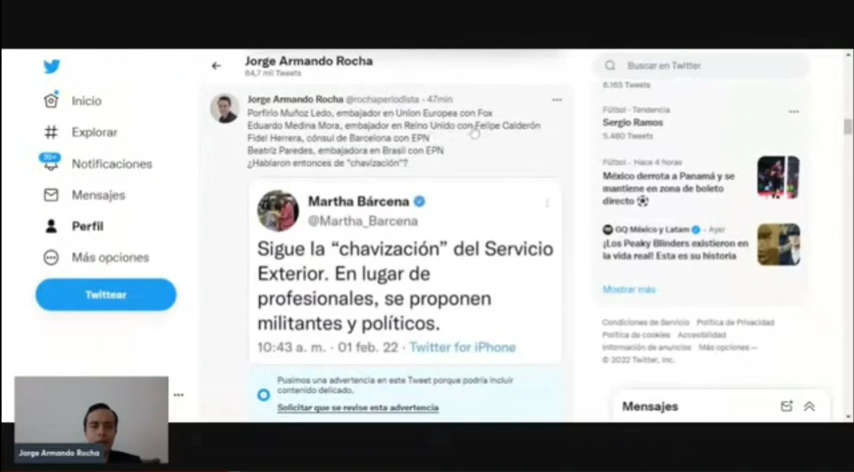 Jorge Armando Rocha
64,7 mil Tweets
Buscar en Twitter
Inicio
Explorar
20+
Notificaciones
Mensajes
Perfil
Más opciones
Twittear
Jorge Armando Rocha @rochaperiodista - 47min
Porfirio Muñoz Ledo, embajador en Union Europea con Fox
Eduardo Medina Mora, embajador en Reino Unido con Felipe Calderón
Fidel Herrera, cónsul de Barcelona con EPN
Beatriz Paredes, embajadora en Brasil con EPN
¿Hablaron entonces de "chavización"?
Martha Bárcena
@Martha_Barcena
Sigue la “chavización” del Servicio
Exterior. En lugar de
profesionales, se proponen
militantes y políticos.
10:43 a. m. · 01 feb. 22 · Twitter for iPhone
Pusimos una advertencia en este Tweet porque podría incluir
contenido delicado.
Solicitar que se revise esta advertencia
6.165 Tweets
Fútbol - Tendencia
Sergio Ramos
5.480 Tweets
Fútbol - Hace 4 horas
México derrota a Panamá y se
mantiene en zona de boleto
directo
GQ México y Latam - Ayer
¡Los Peaky Blinders existieron en
la vida real! Esta es su historia
Mostrar más
Condiciones de Servicio Política de Privacidad
Política de cookies Accesibilidad
Información de anuncios Más opciones
© 2022 Twitter, Inc.
Mensajes
Jorge Armando Rocha